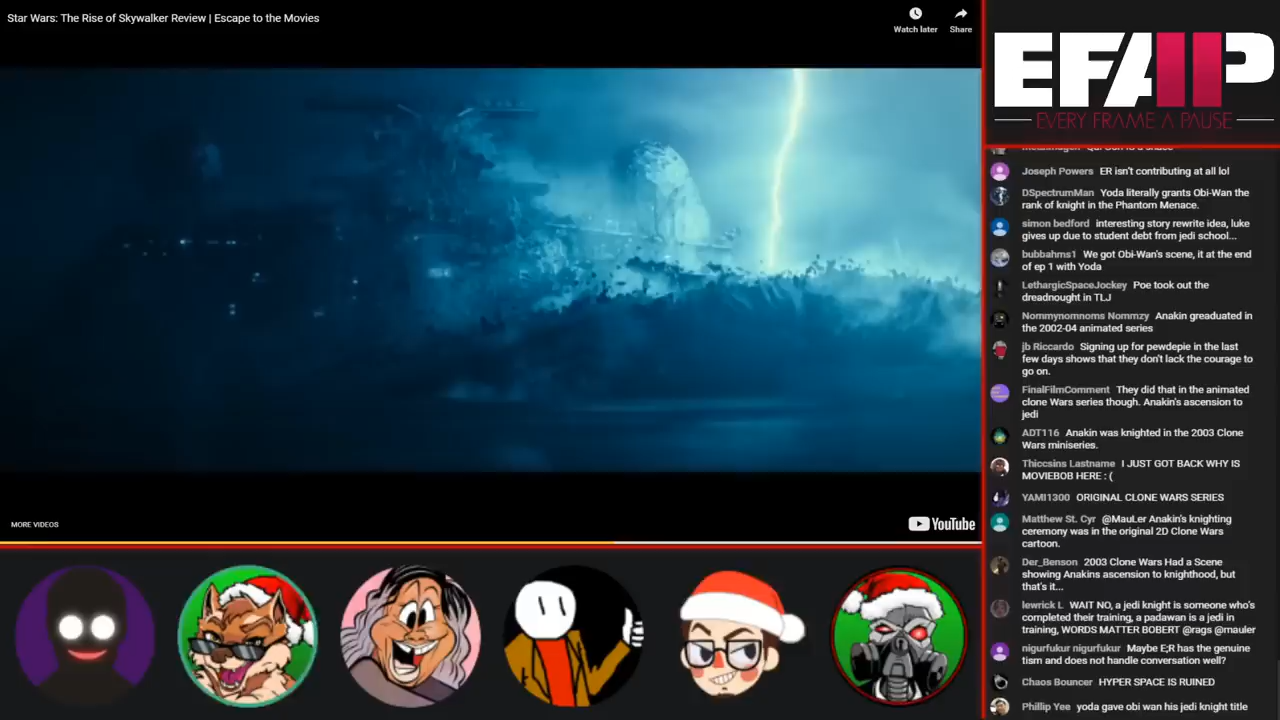 Star Wars: The Rise of Skywalker Review | Escape to the Movies
Watch later
Share
MORE VIDEOS
YouTube
EFAP
EVERY FRAME A PAUSE
Joseph Powers ER isn't contributing at all lol
DSpectrumMan Yoda literally grants Obi-Wan the
rank of knight in the Phantom Menace.
simon bedford interesting story rewrite idea, luke
gives up due to student debt from jedi school...
bubbahms1 We got Obi-Wan's scene, it at the end
of ep 1 with Yoda
LethargicSpaceJockey Poe took out the
dreadnought in TLJ
Nommynomnoms Nommzy Anakin greaduated in
the 2002-04 animated series
jb Riccardo Signing up for pewdepie in the last
few days shows that they don't lack the courage to
go on.
FinalFilmComment They did that in the animated
clone Wars series though. Anakin's ascension to
jedi
ADT116 Anakin was knighted in the 2003 Clone
Wars miniseries.
Thiccsins Lastname I JUST GOT BACK WHY IS
MOVIEBOB HERE : (
YAMI1300 ORIGINAL CLONE WARS SERIES
Matthew St. Cyr @MauLer Anakin's knighting
ceremony was in the original 2D Clone Wars
cartoon.
Der_Benson 2003 Clone Wars Had a Scene
showing Anakins ascension to knighthood, but
that's it...
lewrick L WAIT NO, a jedi knight is someone who's
completed their training, a padawan is a jedi in
training, WORDS MATTER BOBERT @rags @mauler
nigurfukur nigurfukur Maybe E;R has the genuine
tism and does not handle conversation well?
Chaos Bouncer HYPER SPACE IS RUINED
Phillip Yee yoda gave obi wan his jedi knight title